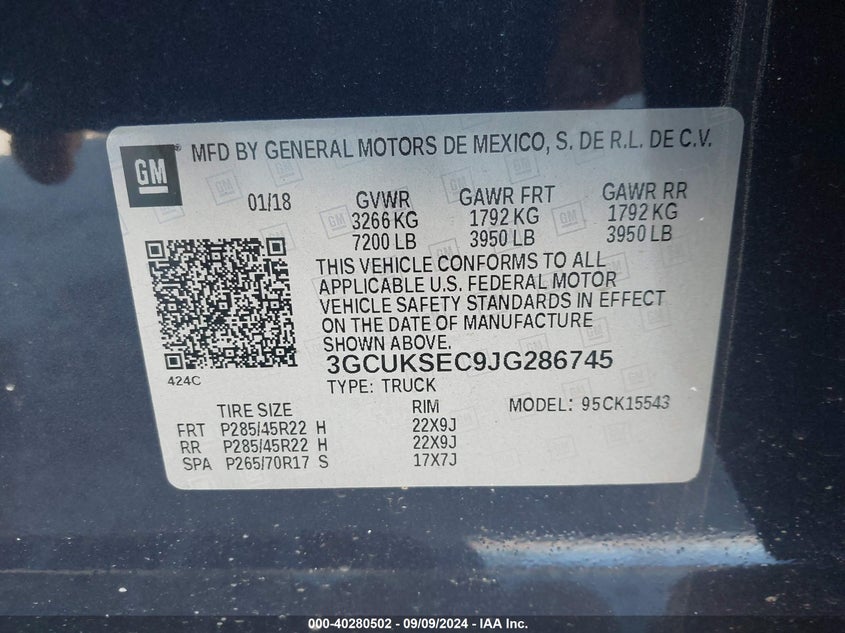 GM ® MFD BY GENERAL MOTORS DE MEXICO, S. DE R.L. DE C.V.
01/18 GVWR GAWR FRT GAWR RR
3266 KG 1792 KG 1792 KG
7200 LB 3950 LB 3950 LB
THIS VEHICLE CONFORMS TO ALL
APPLICABLE U.S. FEDERAL MOTOR
VEHICLE SAFETY STANDARDS IN EFFECT
ON THE DATE OF MANUFACTURE
SHOWN ABOVE.
424C
3GCUKSEC9JG286745
TYPE: TRUCK
MODEL: 95CK15543
TIRE SIZE RIM
FRT P285/45R22 H 22X9J
RR P285/45R22 H 22X9J
SPA P265/70R17 S 17X7J
000-40280502 - 09/09/2024 - IAA Inc.